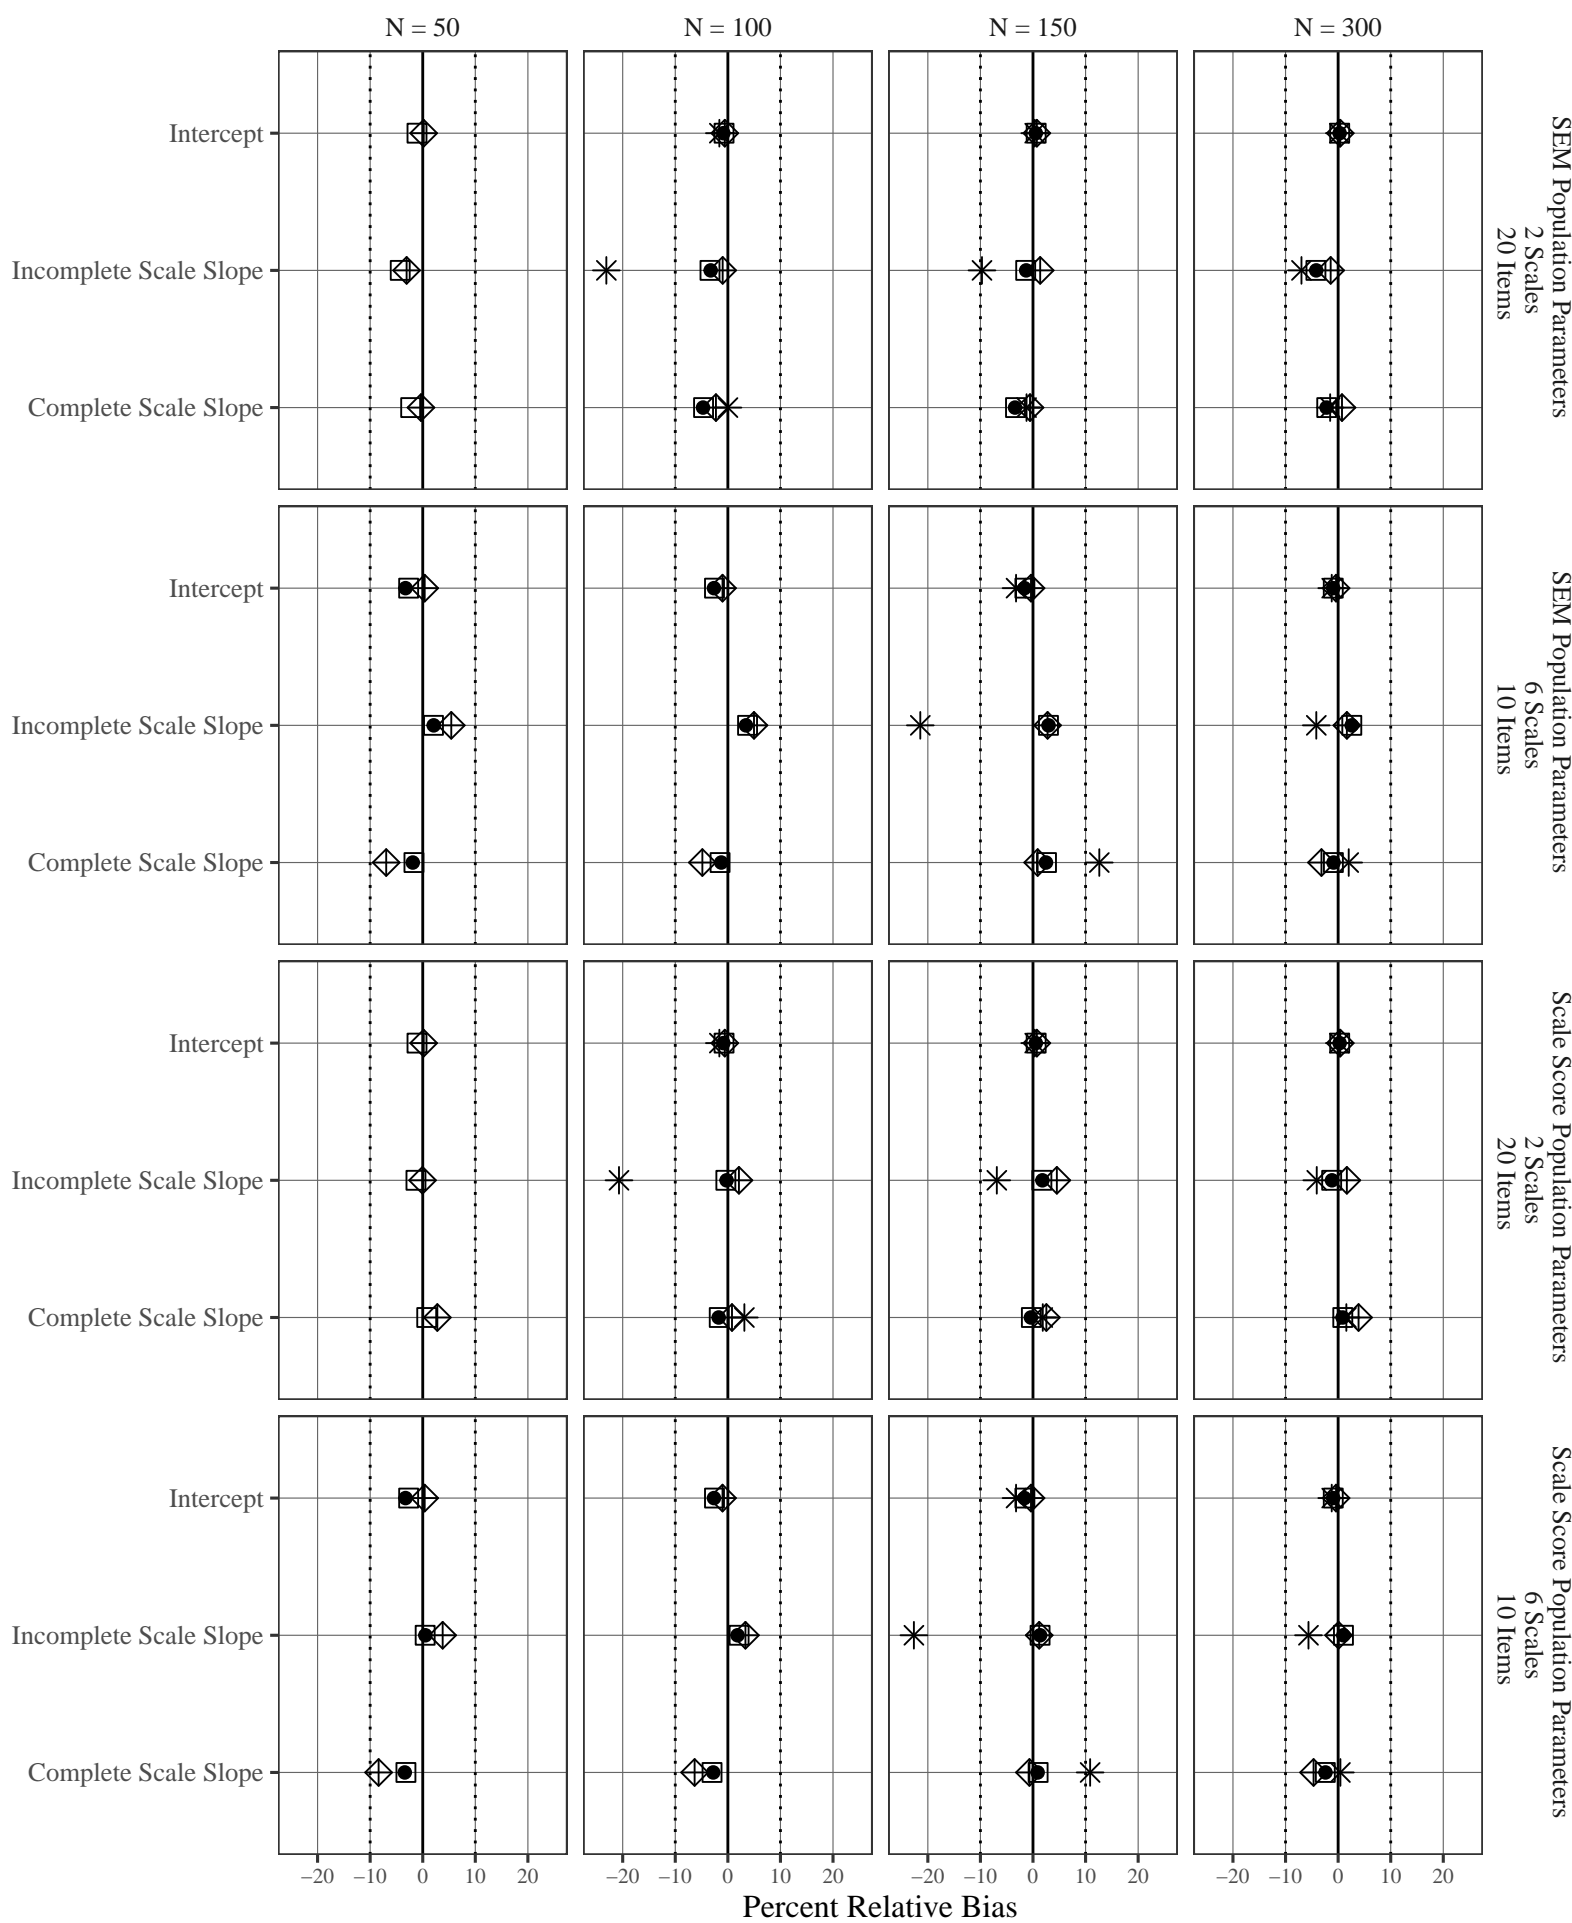 N = 50
N = 100
N = 150
N = 300
Intercept
Incomplete Scale Slope
Complete Scale Slope
SEM Population Parameters
2 Scales
20 Items
Intercept
Incomplete Scale Slope
Complete Scale Slope
SEM Population Parameters
6 Scales
10 Items
Intercept
Incomplete Scale Slope
Complete Scale Slope
Scale Score Population Parameters
2 Scales
20 Items
Intercept
Incomplete Scale Slope
Complete Scale Slope
Scale Score Population Parameters
6 Scales
10 Items
−20 −10 0 10 20
−20 −10 0 10 20
−20 −10 0 10 20
−20 −10 0 10 20
Percent Relative Bias